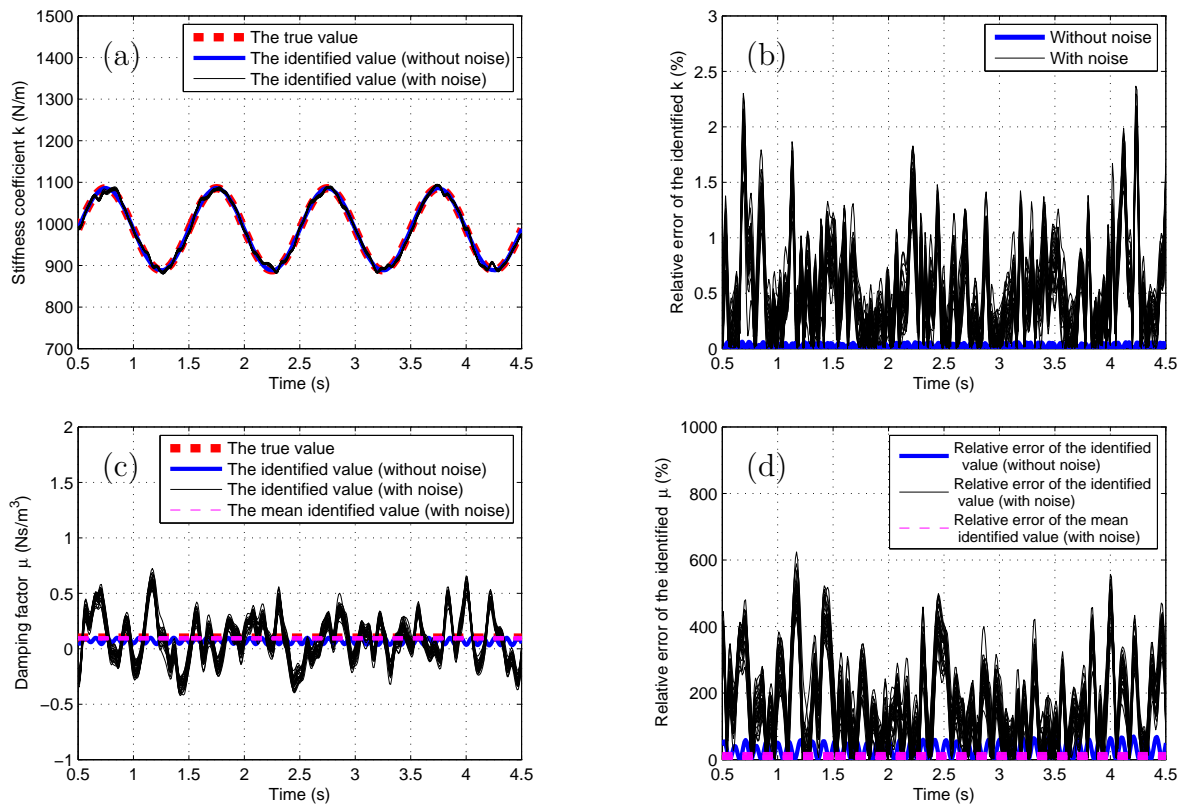 1500
1400
1300
1200
1100
1000
900
800
700
0.5 1 1.5 2 2.5 3 3.5 4 4.5
Time (s)
Stiffness coefficient k (N/m)
(a)
The true value
The identified value (without noise)
The identified value (with noise)
3
2.5
2
1.5
1
0.5
0
0.5 1 1.5 2 2.5 3 3.5 4 4.5
Time (s)
Relative error of the identified k (%)
(b)
Without noise
With noise
2
1.5
1
0.5
0
−0.5
−1
0.5 1 1.5 2 2.5 3 3.5 4 4.5
Time (s)
Damping factor μ (Ns/m³)
(c)
The true value
The identified value (without noise)
The identified value (with noise)
The mean identified value (with noise)
1000
800
600
400
200
0
0.5 1 1.5 2 2.5 3 3.5 4 4.5
Time (s)
Relative error of the identified μ (%)
(d)
Relative error of the identified
value (without noise)
Relative error of the identified
value (with noise)
Relative error of the mean
identified value (with noise)